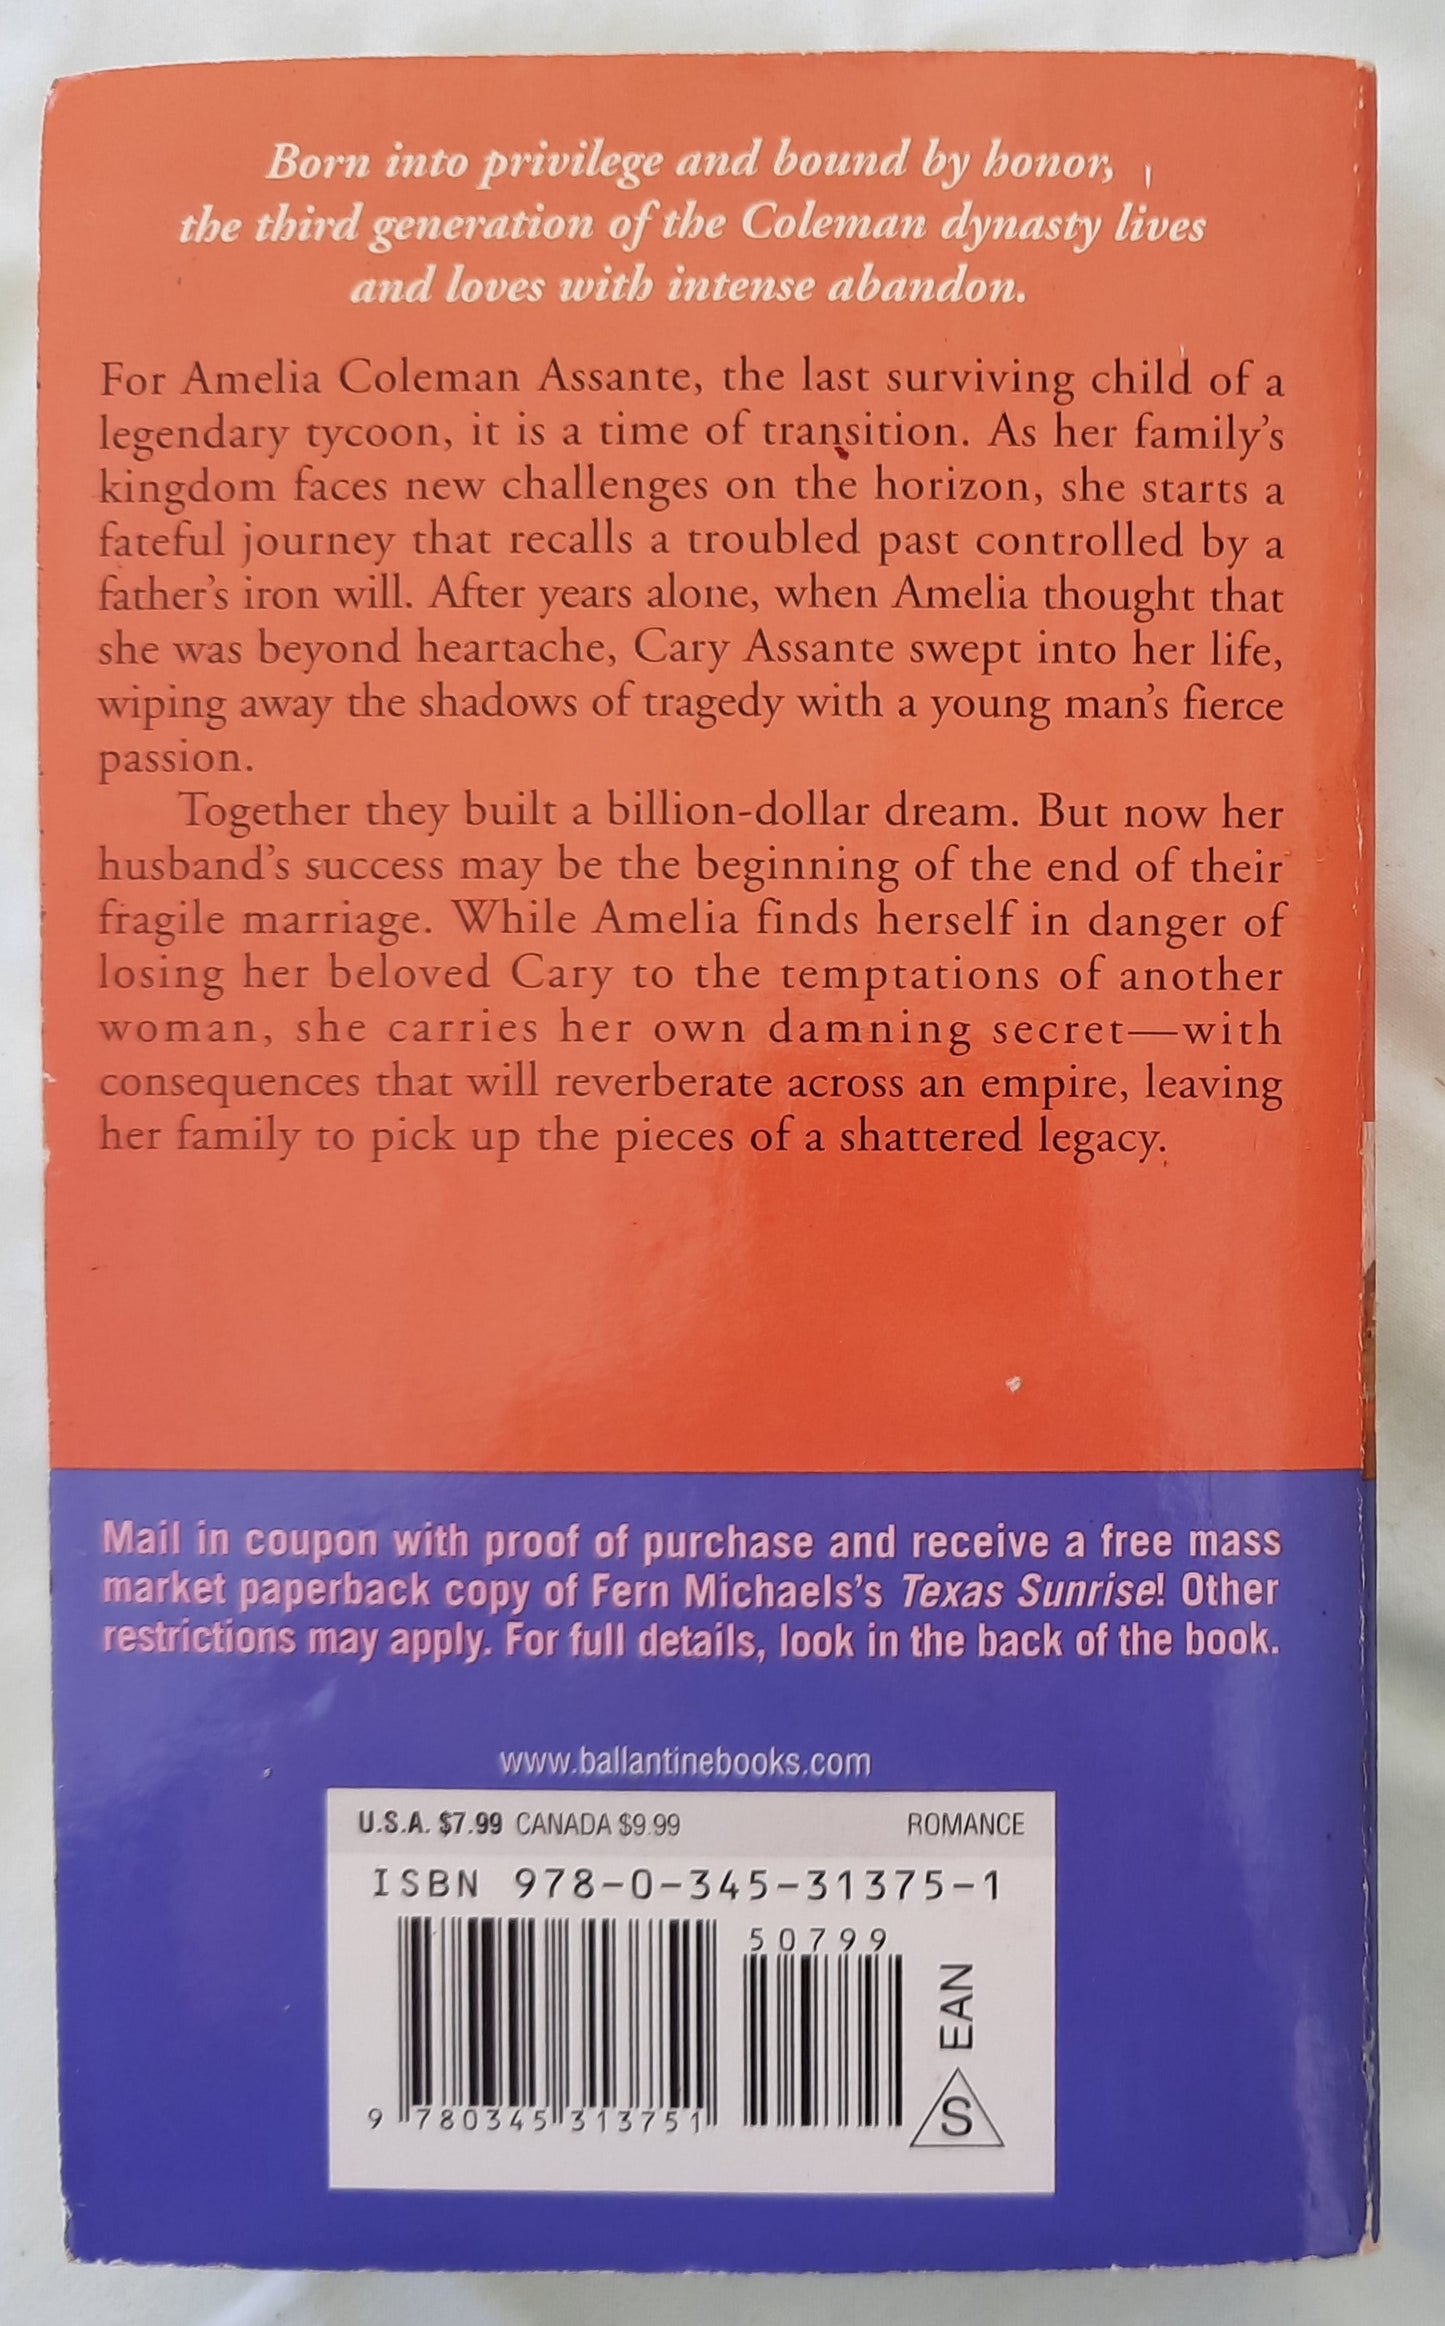 Born into privilege and bound by honor,
the third generation of the Coleman dynasty lives
and loves with intense abandon.
For Amelia Coleman Assante, the last surviving child of a
legendary tycoon, it is a time of transition. As her family's
kingdom faces new challenges on the horizon, she starts a
fateful journey that recalls a troubled past controlled by a
father's iron will. After years alone, when Amelia thought that
she was beyond heartache, Cary Assante swept into her life,
wiping away the shadows of tragedy with a young man's fierce
passion.
Together they built a billion-dollar dream. But now her
husband's success may be the beginning of the end of their
fragile marriage. While Amelia finds herself in danger of
losing her beloved Cary to the temptations of another
woman, she carries her own damning secret—with
consequences that will reverberate across an empire, leaving
her family to pick up the pieces of a shattered legacy.
Mail in coupon with proof of purchase and receive a free mass
market paperback copy of Fern Michaels's Texas Sunrise! Other
restrictions may apply. For full details, look in the back of the book.
www.ballantinebooks.com
U.S.A. $7.99 CANADA $9.99 ROMANCE
ISBN 978-0-345-31375-1
50799
9 780345 313751
EAN
S